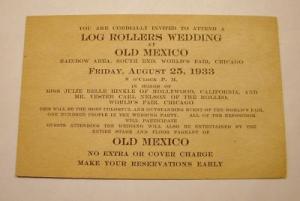 YOU ARE CORDIALLY INVITED TO ATTEND A
LOG ROLLERS WEDDING
AT
OLD MEXICO
RAINBOW AREA, SOUTH END, WORLD'S FAIR, CHICAGO
FRIDAY, AUGUST 25, 1933
8 O'CLOCK P. M.
IN HONOR OF
MISS JULIE BELLE HINKLE OF HOLLYWOOD, CALIFORNIA, AND
MR. VESTER CARL NELSON OF THE ROLLERS,
WORLD'S FAIR, CHICAGO
THIS WILL BE THE MOST COLORFUL AND OUTSTANDING EVENT OF THE WORLD'S FAIR.
ONE HUNDRED PEOPLE IN THE WEDDING PARTY. ALL OF THE EXPOSITION
WILL PARTICIPATE
GUESTS ATTENDING THE WEDDING WILL ALSO BE ENTERTAINED BY THE
ENTIRE STAGE AND FLOOR PAGEANT OF
OLD MEXICO
NO EXTRA OR COVER CHARGE
MAKE YOUR RESERVATIONS EARLY